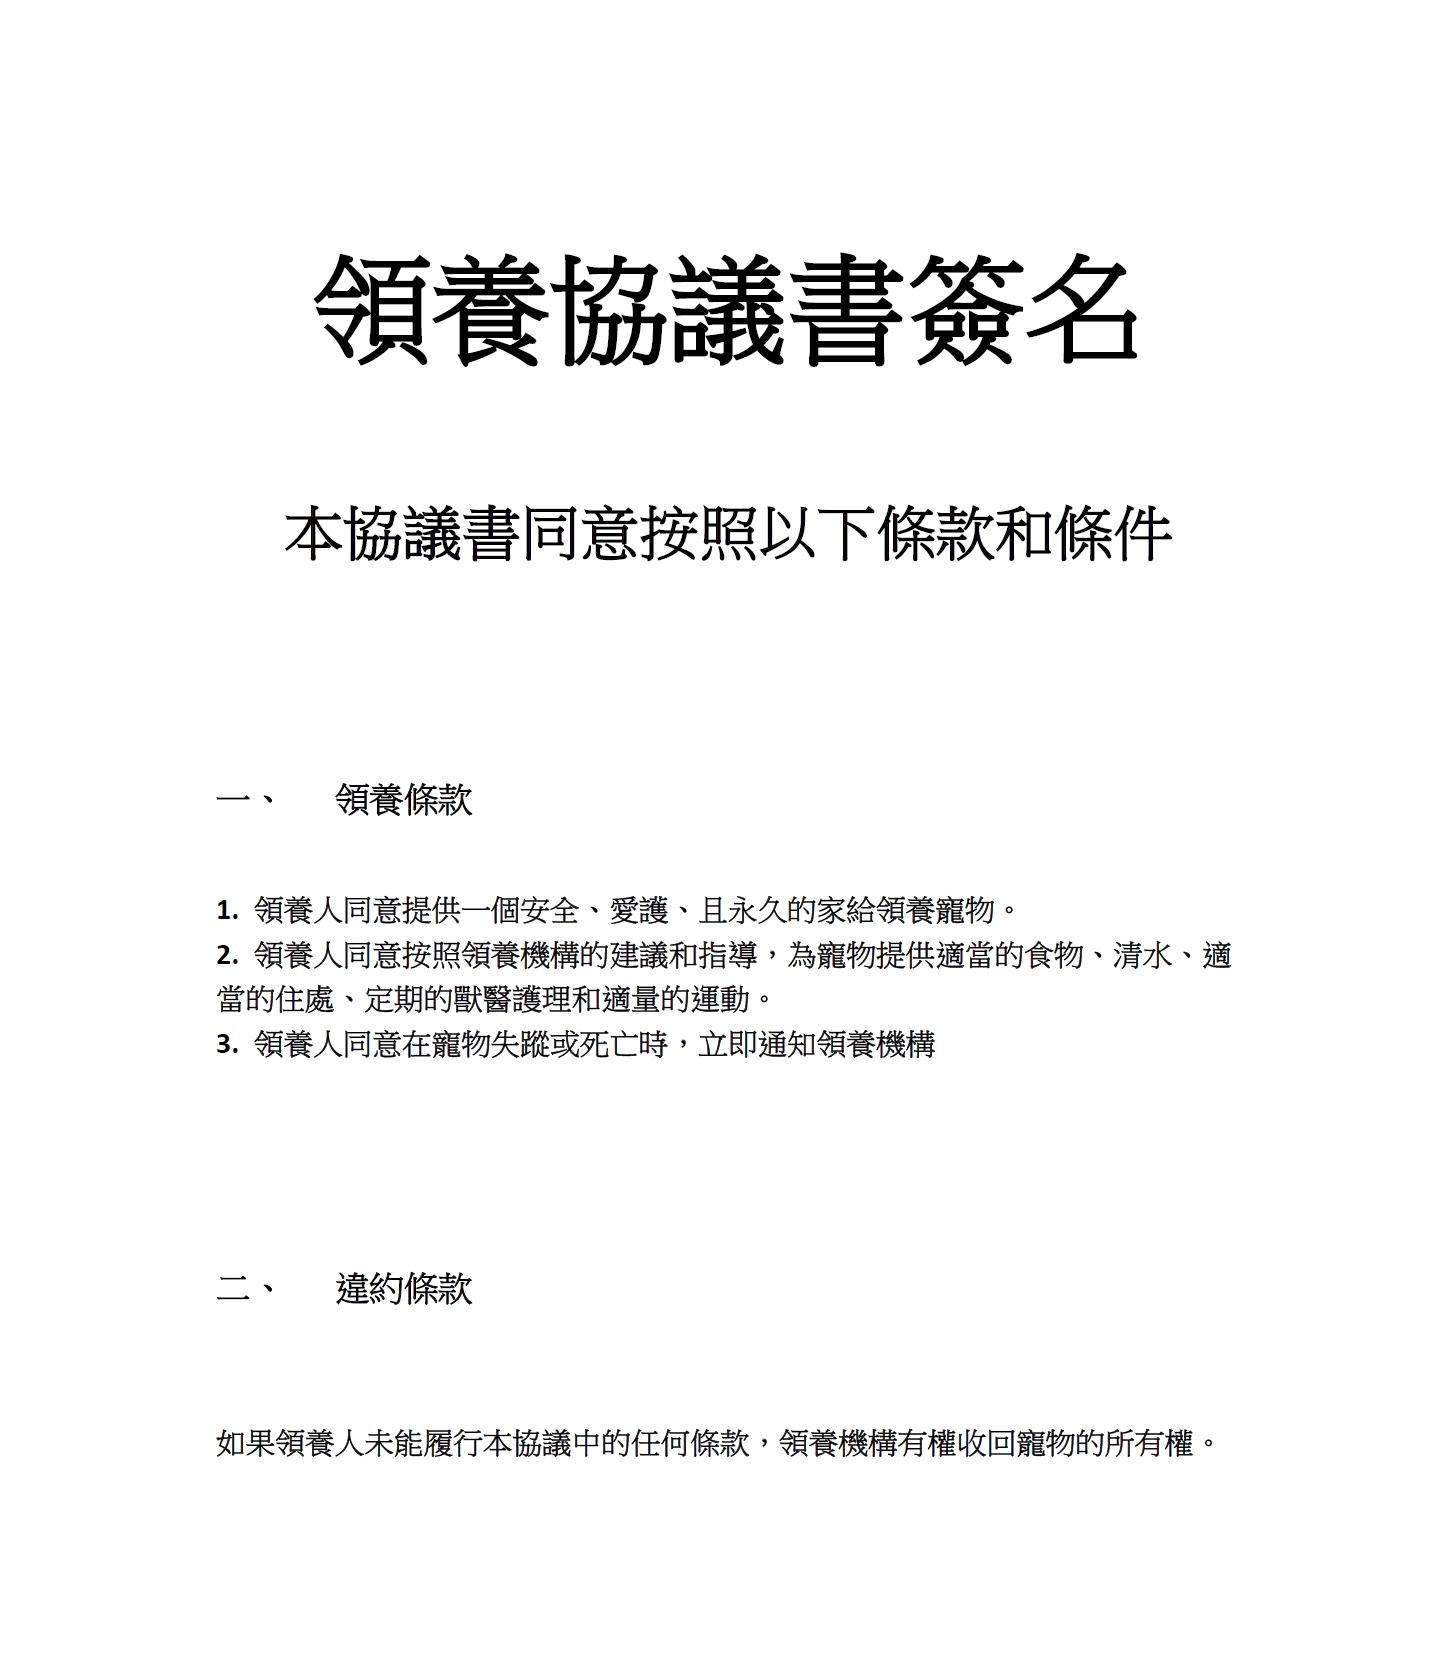 領養協議書簽名
本協議書同意按照以下條款和條件
一、 領養條款
1. 領養人同意提供一個安全、愛護、且永久的家給領養寵物。
2. 領養人同意按照領養機構的建議和指導，為寵物提供適當的食物、清水、適
當的住處、定期的獸醫護理和適量的運動。
3. 領養人同意在寵物失蹤或死亡時，立即通知領養機構
二、 違約條款
如果領養人未能履行本協議中的任何條款，領養機構有權收回寵物的所有權。